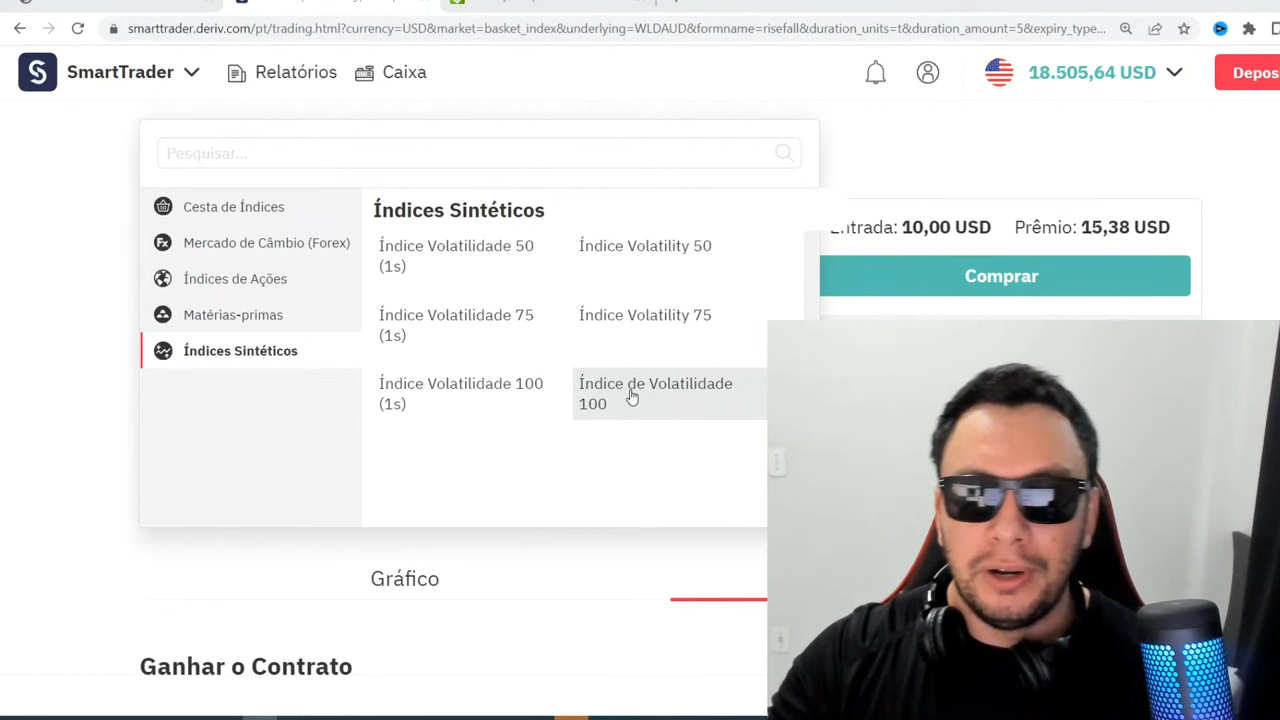 smarttrader.deriv.com/pt/trading.html?currency=USD&market=basket_index&underlying=WLDAUD&formname=risefall&duration_units=t&duration_amount=5&expiry_type...
SmartTrader Relatórios Caixa 18.505,64 USD Depos
Pesquisar...
Cesta de Índices
Mercado de Câmbio (Forex)
Índices de Ações
Matérias-primas
Índices Sintéticos
Índices Sintéticos
Índice Volatilidade 50 (1s)
Índice Volatility 50
Índice Volatilidade 75 (1s)
Índice Volatility 75
Índice Volatilidade 100 (1s)
Índice de Volatilidade 100
Entrada: 10,00 USD Prêmio: 15,38 USD
Comprar
Gráfico
Ganhar o Contrato